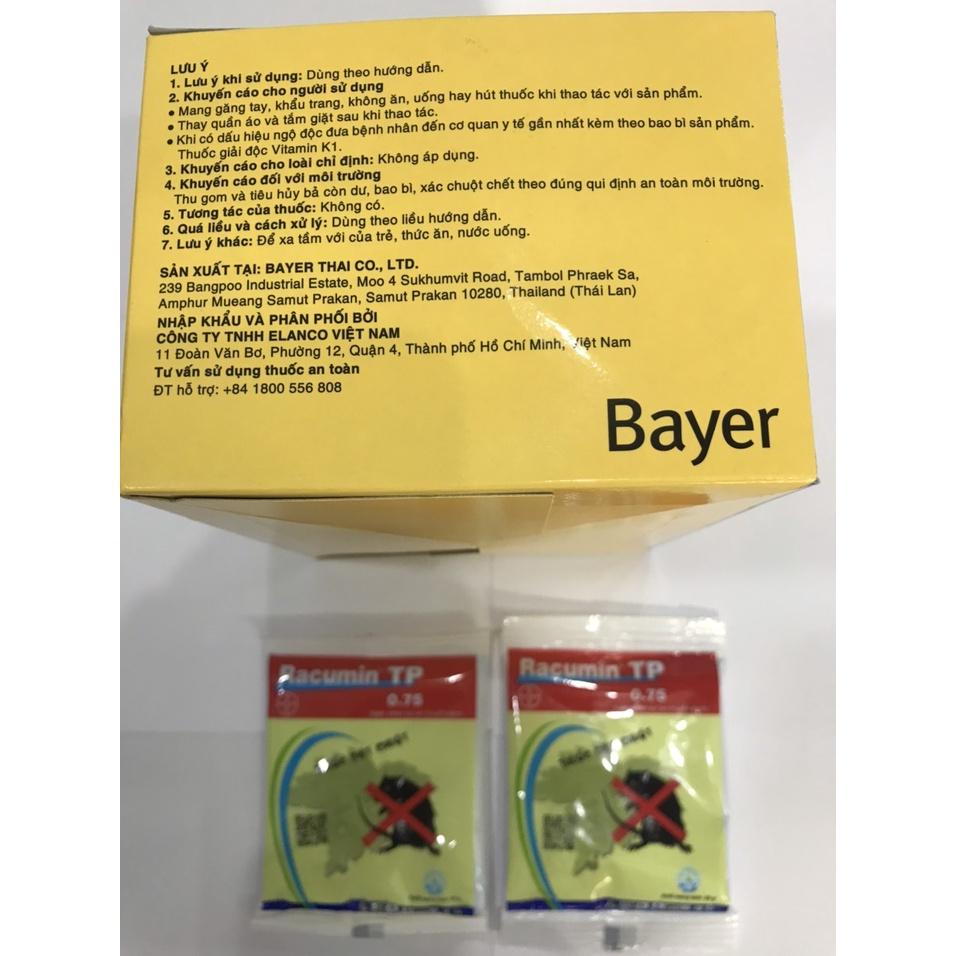 LƯU Ý
1. Lưu ý khi sử dụng: Dùng theo hướng dẫn.
2. Khuyến cáo cho người sử dụng
• Mang găng tay, khẩu trang, không ăn, uống hay hút thuốc khi thao tác với sản phẩm.
• Thay quần áo và tắm giặt sau khi thao tác.
• Khi có dấu hiệu ngộ độc đưa bệnh nhân đến cơ quan y tế gần nhất kèm theo bao bì sản phẩm.
Thuốc giải độc Vitamin K1.
3. Khuyến cáo cho loài chỉ định: Không áp dụng.
4. Khuyến cáo đối với môi trường
Thu gom và tiêu hủy bả còn dư, bao bì, xác chuột chết theo đúng qui định an toàn môi trường.
5. Tương tác của thuốc: Không có.
6. Quá liều và cách xử lý: Dùng theo liều hướng dẫn.
7. Lưu ý khác: Để xa tầm với của trẻ, thức ăn, nước uống.
SẢN XUẤT TẠI: BAYER THAI CO., LTD.
239 Bangpoo Industrial Estate, Moo 4 Sukhumvit Road, Tambol Phraek Sa,
Amphur Mueang Samut Prakan, Samut Prakan 10280, Thailand (Thái Lan)
NHẬP KHẨU VÀ PHÂN PHỐI BỞI
CÔNG TY TNHH ELANCO VIỆT NAM
11 Đoàn Văn Bơ, Phường 12, Quận 4, Thành phố Hồ Chí Minh, Việt Nam
Tư vấn sử dụng thuốc an toàn
ĐT hỗ trợ: +84 1800 556 808
Bayer
Racumin TP
0.75
Racumin TP
0.75